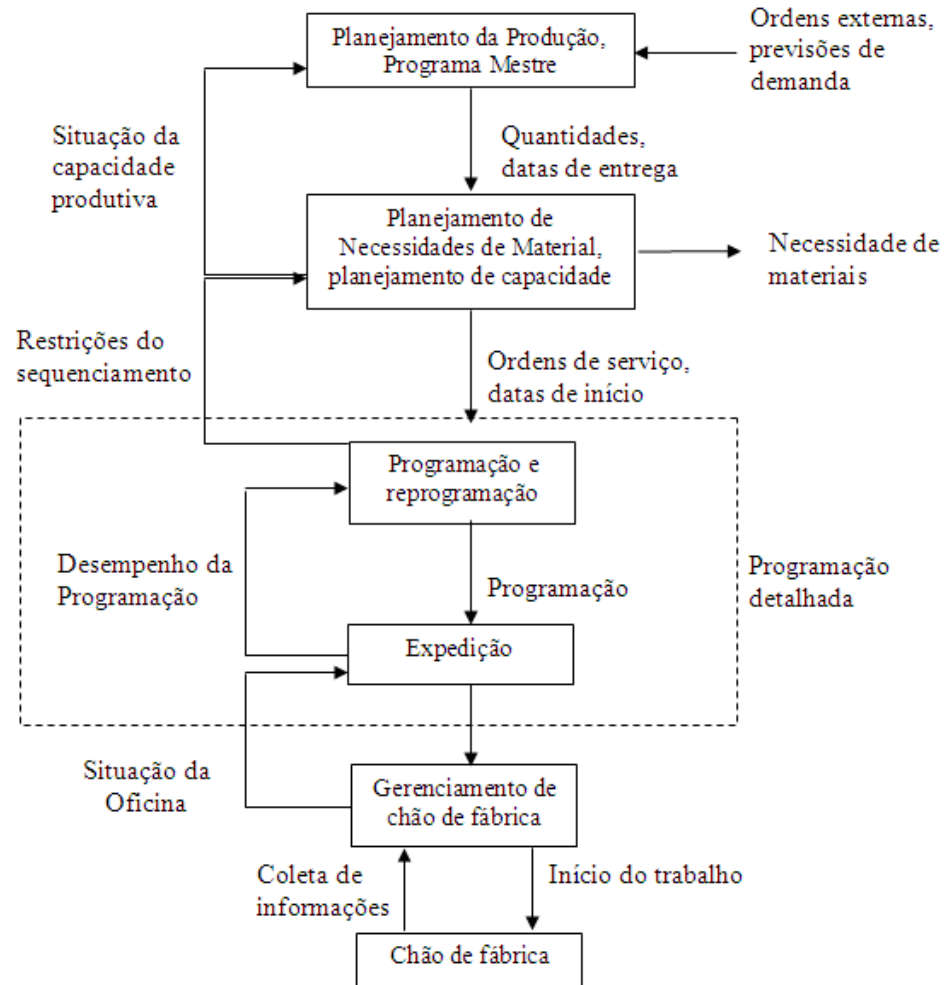 Planejamento da Produção,
Programa Mestre
Ordens externas,
previsões de
demanda
Situação da
capacidade
produtiva
Quantidades,
datas de entrega
Planejamento de
Necessidades de Material,
planejamento de capacidade
Necessidade de
materiais
Restrições do
sequenciamento
Ordens de serviço,
datas de início
Programação e
reprogramação
Desempenho da
Programação
Programação
Programação
detalhada
Expedição
Situação da
Oficina
Gerenciamento de
chão de fábrica
Coleta de
informações
Início do trabalho
Chão de fábrica